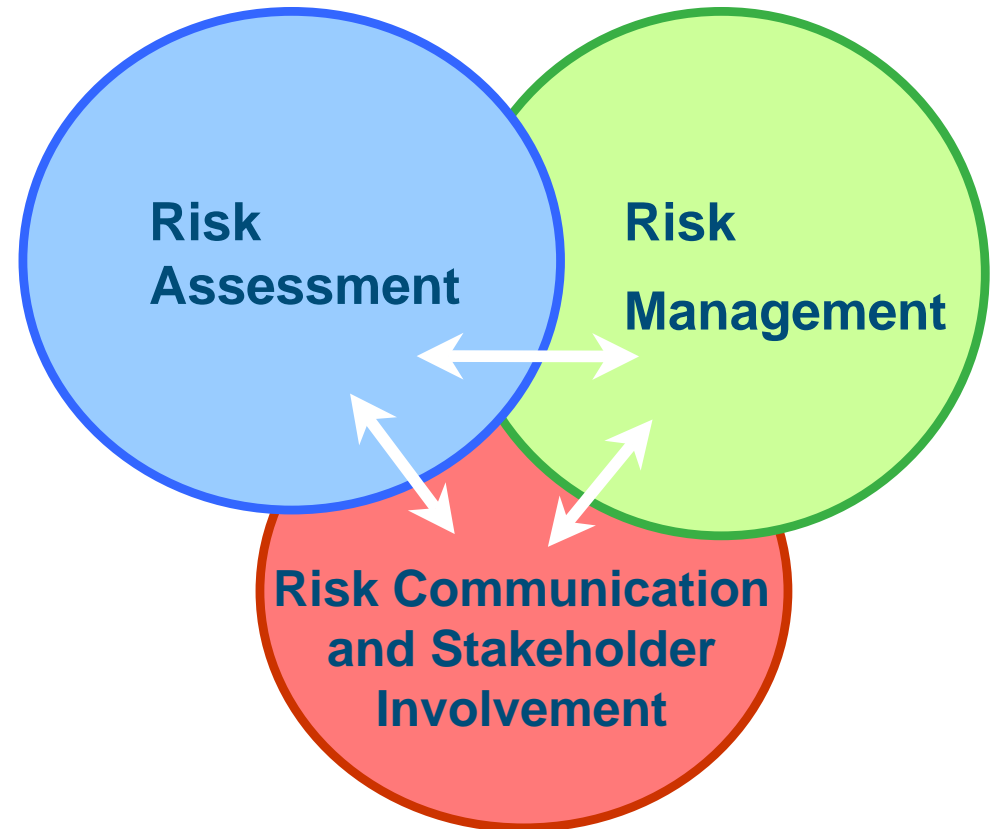 Risk
Assessment
Risk
Management
Risk Communication
and Stakeholder
Involvement